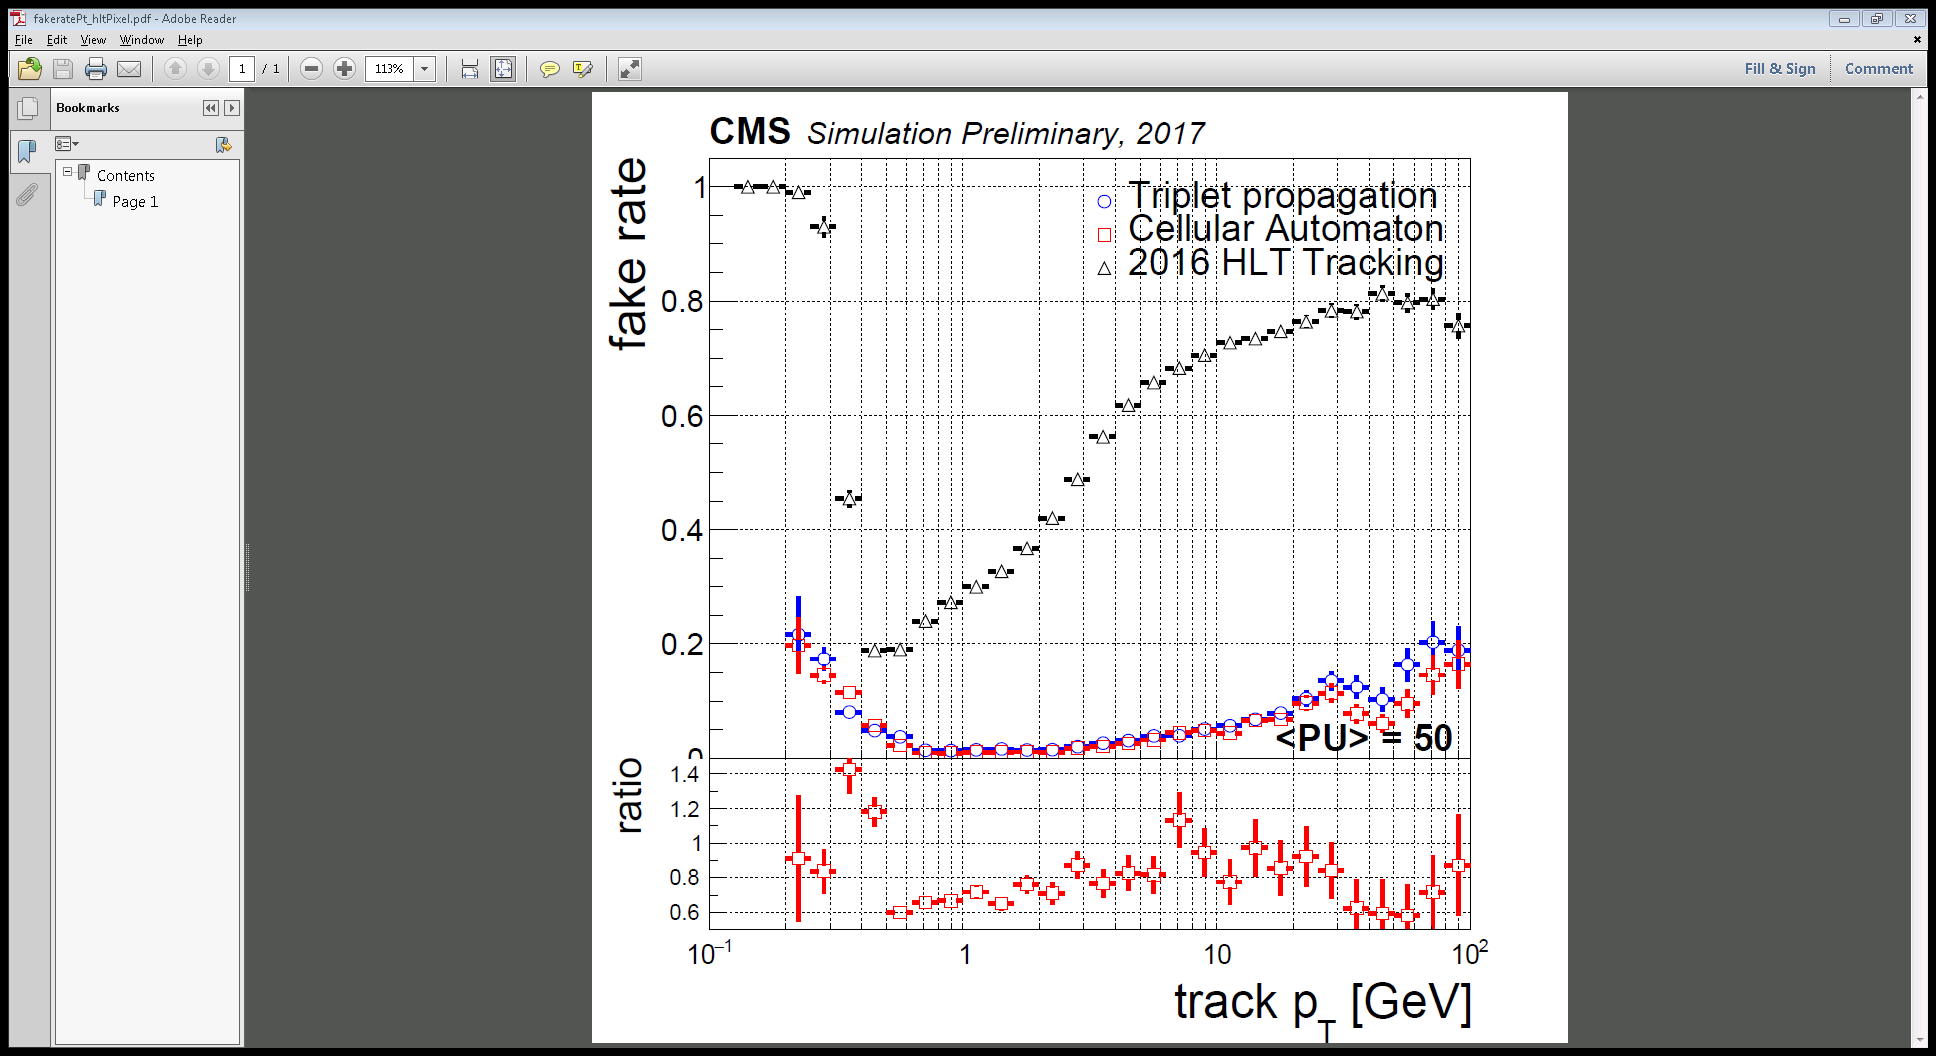 fakeratePt_hltPixel.pdf - Adobe Reader
File Edit View Window Help
1 / 1 113% Fill & Sign Comment
Bookmarks
Contents
Page 1
CMS Simulation Preliminary, 2017
fake rate
1
0.8
0.6
0.4
0.2
0
Triplet propagation
Cellular Automaton
2016 HLT Tracking
<PU> = 50
ratio
1.4
1.2
1
0.8
0.6
10⁻¹ 1 10 10²
track p_T [GeV]